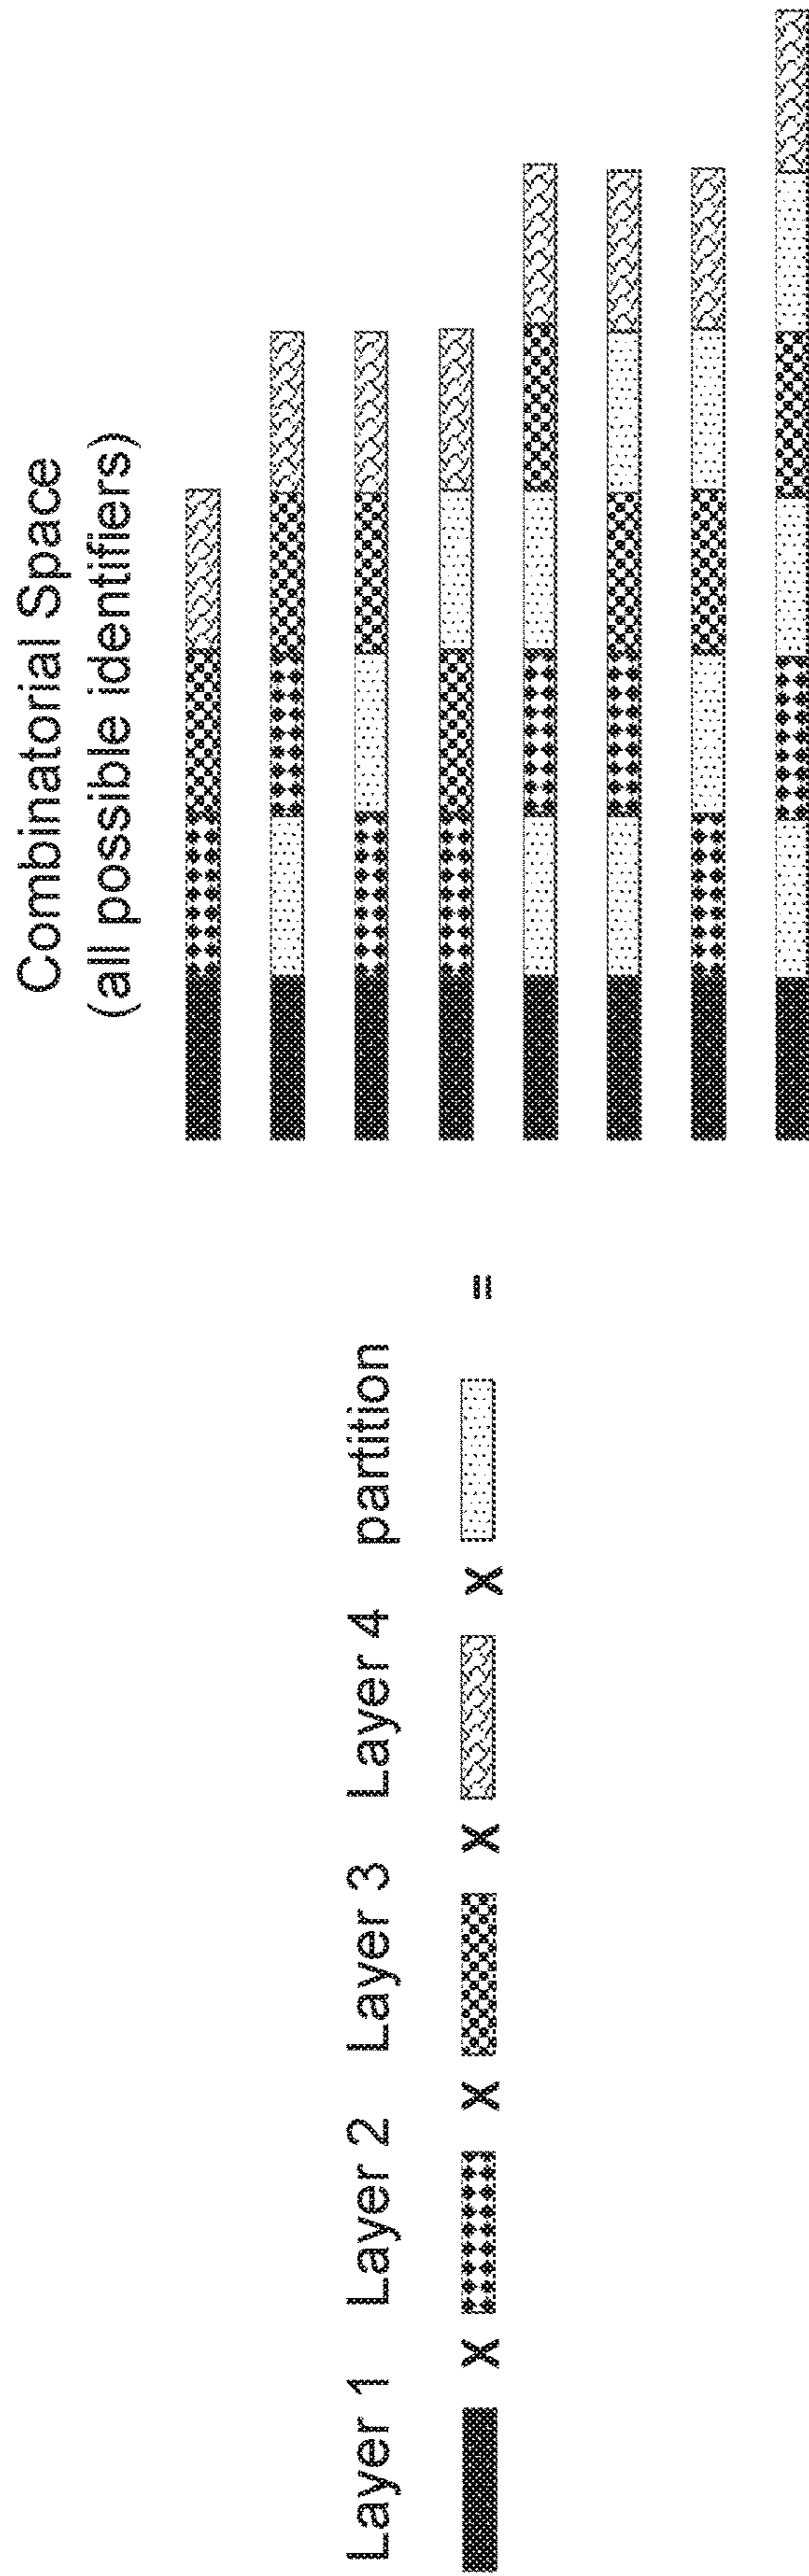 Combinatorial Space
(all possible identifiers)
Layer 1 Layer 2 Layer 3 Layer 4 partition
X X X X =